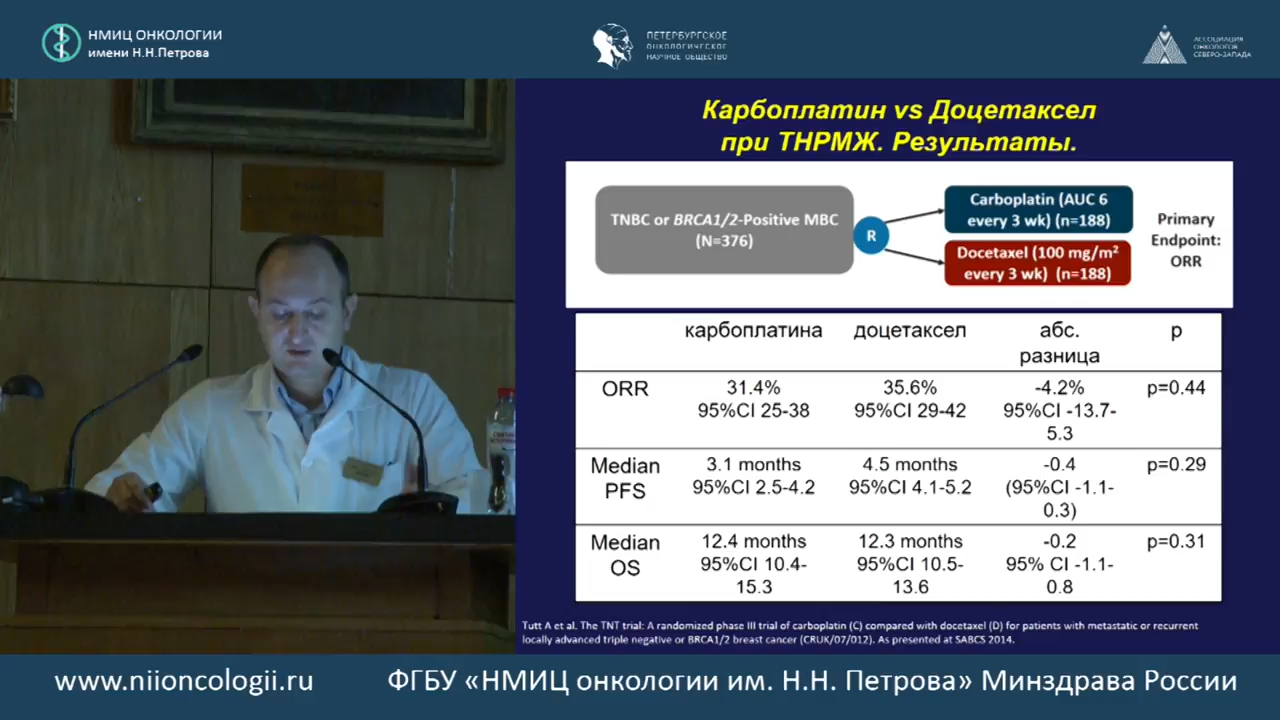 НМИЦ ОНКОЛОГИИ
имени Н.Н.Петрова
ПЕТЕРБУРГСКОЕ
ОНКОЛОГИЧЕСКОЕ
НАУЧНОЕ ОБЩЕСТВО
АССОЦИАЦИЯ
ОНКОЛОГОВ
СЕВЕРО-ЗАПАДА
Карбоплатин vs Доцетаксел
при ТНРМЖ. Результаты.
TNBC or BRCA1/2-Positive MBC
(N=376)
R
Carboplatin (AUC 6
every 3 wk) (n=188)
Docetaxel (100 mg/m²
every 3 wk) (n=188)
Primary
Endpoint:
ORR
карбоплатина доцетаксел абс. разница p
ORR 31.4% 35.6% -4.2% p=0.44
95%CI 25-38 95%CI 29-42 95%CI -13.7-
5.3
Median 3.1 months 4.5 months -0.4 p=0.29
PFS 95%CI 2.5-4.2 95%CI 4.1-5.2 (95%CI -1.1-
0.3)
Median 12.4 months 12.3 months -0.2 p=0.31
OS 95%CI 10.4- 95%CI 10.5- 95% CI -1.1-
15.3 13.6 0.8
Tutt A et al. The TNT trial: A randomized phase III trial of carboplatin (C) compared with docetaxel (D) for patients with metastatic or recurrent
locally advanced triple negative or BRCA1/2 breast cancer (CRUK/07/012). As presented at SABCS 2014.
www.niioncologii.ru
ФГБУ «НМИЦ онкологии им. Н.Н. Петрова» Минздрава России